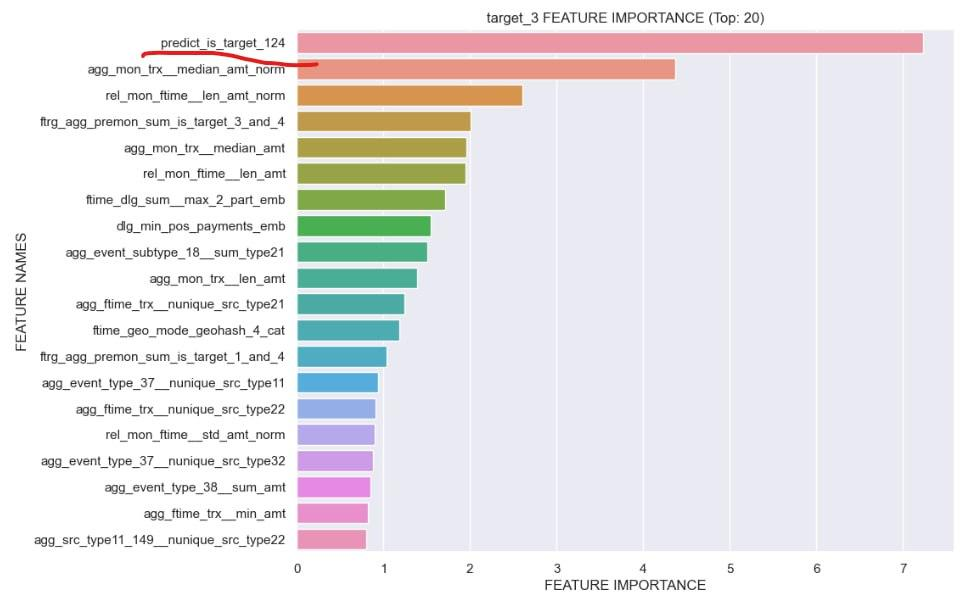 target_3 FEATURE IMPORTANCE (Top: 20)
FEATURE NAMES
predict_is_target_124
agg_mon_trx__median_amt_norm
rel_mon_ftime__len_amt_norm
ftrg_agg_premon_sum_is_target_3_and_4
agg_mon_trx__median_amt
rel_mon_ftime__len_amt
ftime_dlg_sum__max_2_part_emb
dlg_min_pos_payments_emb
agg_event_subtype_18__sum_type21
agg_mon_trx__len_amt
agg_ftime_trx__nunique_src_type21
ftime_geo_mode_geohash_4_cat
ftrg_agg_premon_sum_is_target_1_and_4
agg_event_type_37__nunique_src_type11
agg_ftime_trx__nunique_src_type22
rel_mon_ftime__std_amt_norm
agg_event_type_37__nunique_src_type32
agg_event_type_38__sum_amt
agg_ftime_trx__min_amt
agg_src_type11_149__nunique_src_type22
0 1 2 3 4 5 6 7
FEATURE IMPORTANCE